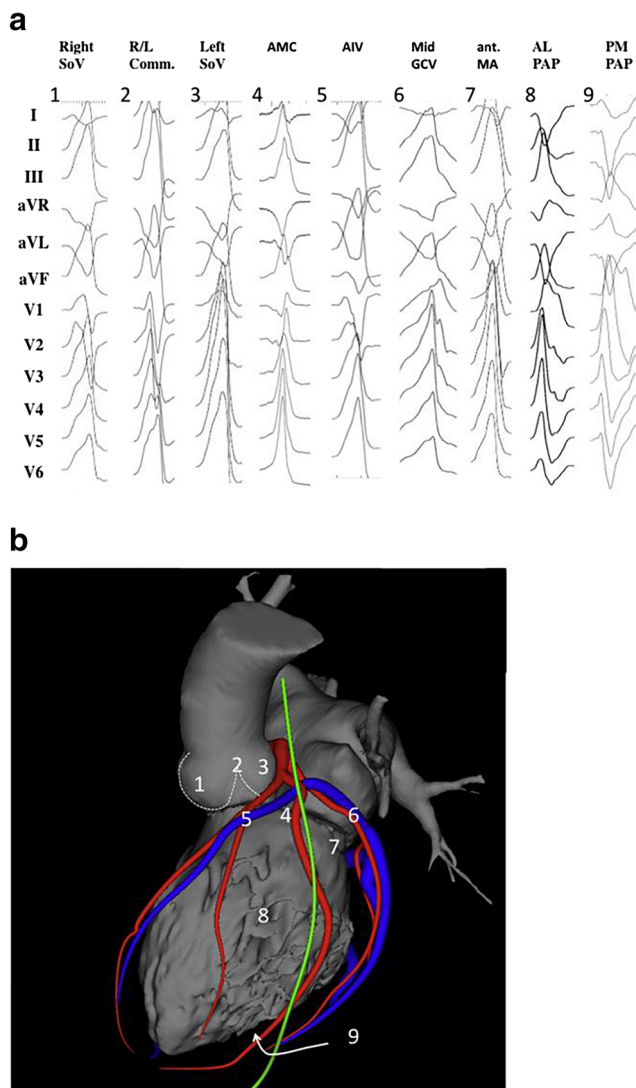 a
Right R/L Left AMC AIV Mid ant. AL PM
SoV Comm. SoV GCV MA PAP PAP
1 2 3 4 5 6 7 8 9
I
II
III
aVR
aVL
aVF
V1
V2
V3
V4
V5
V6
b
1 2 3
5 4 6
7
8
9